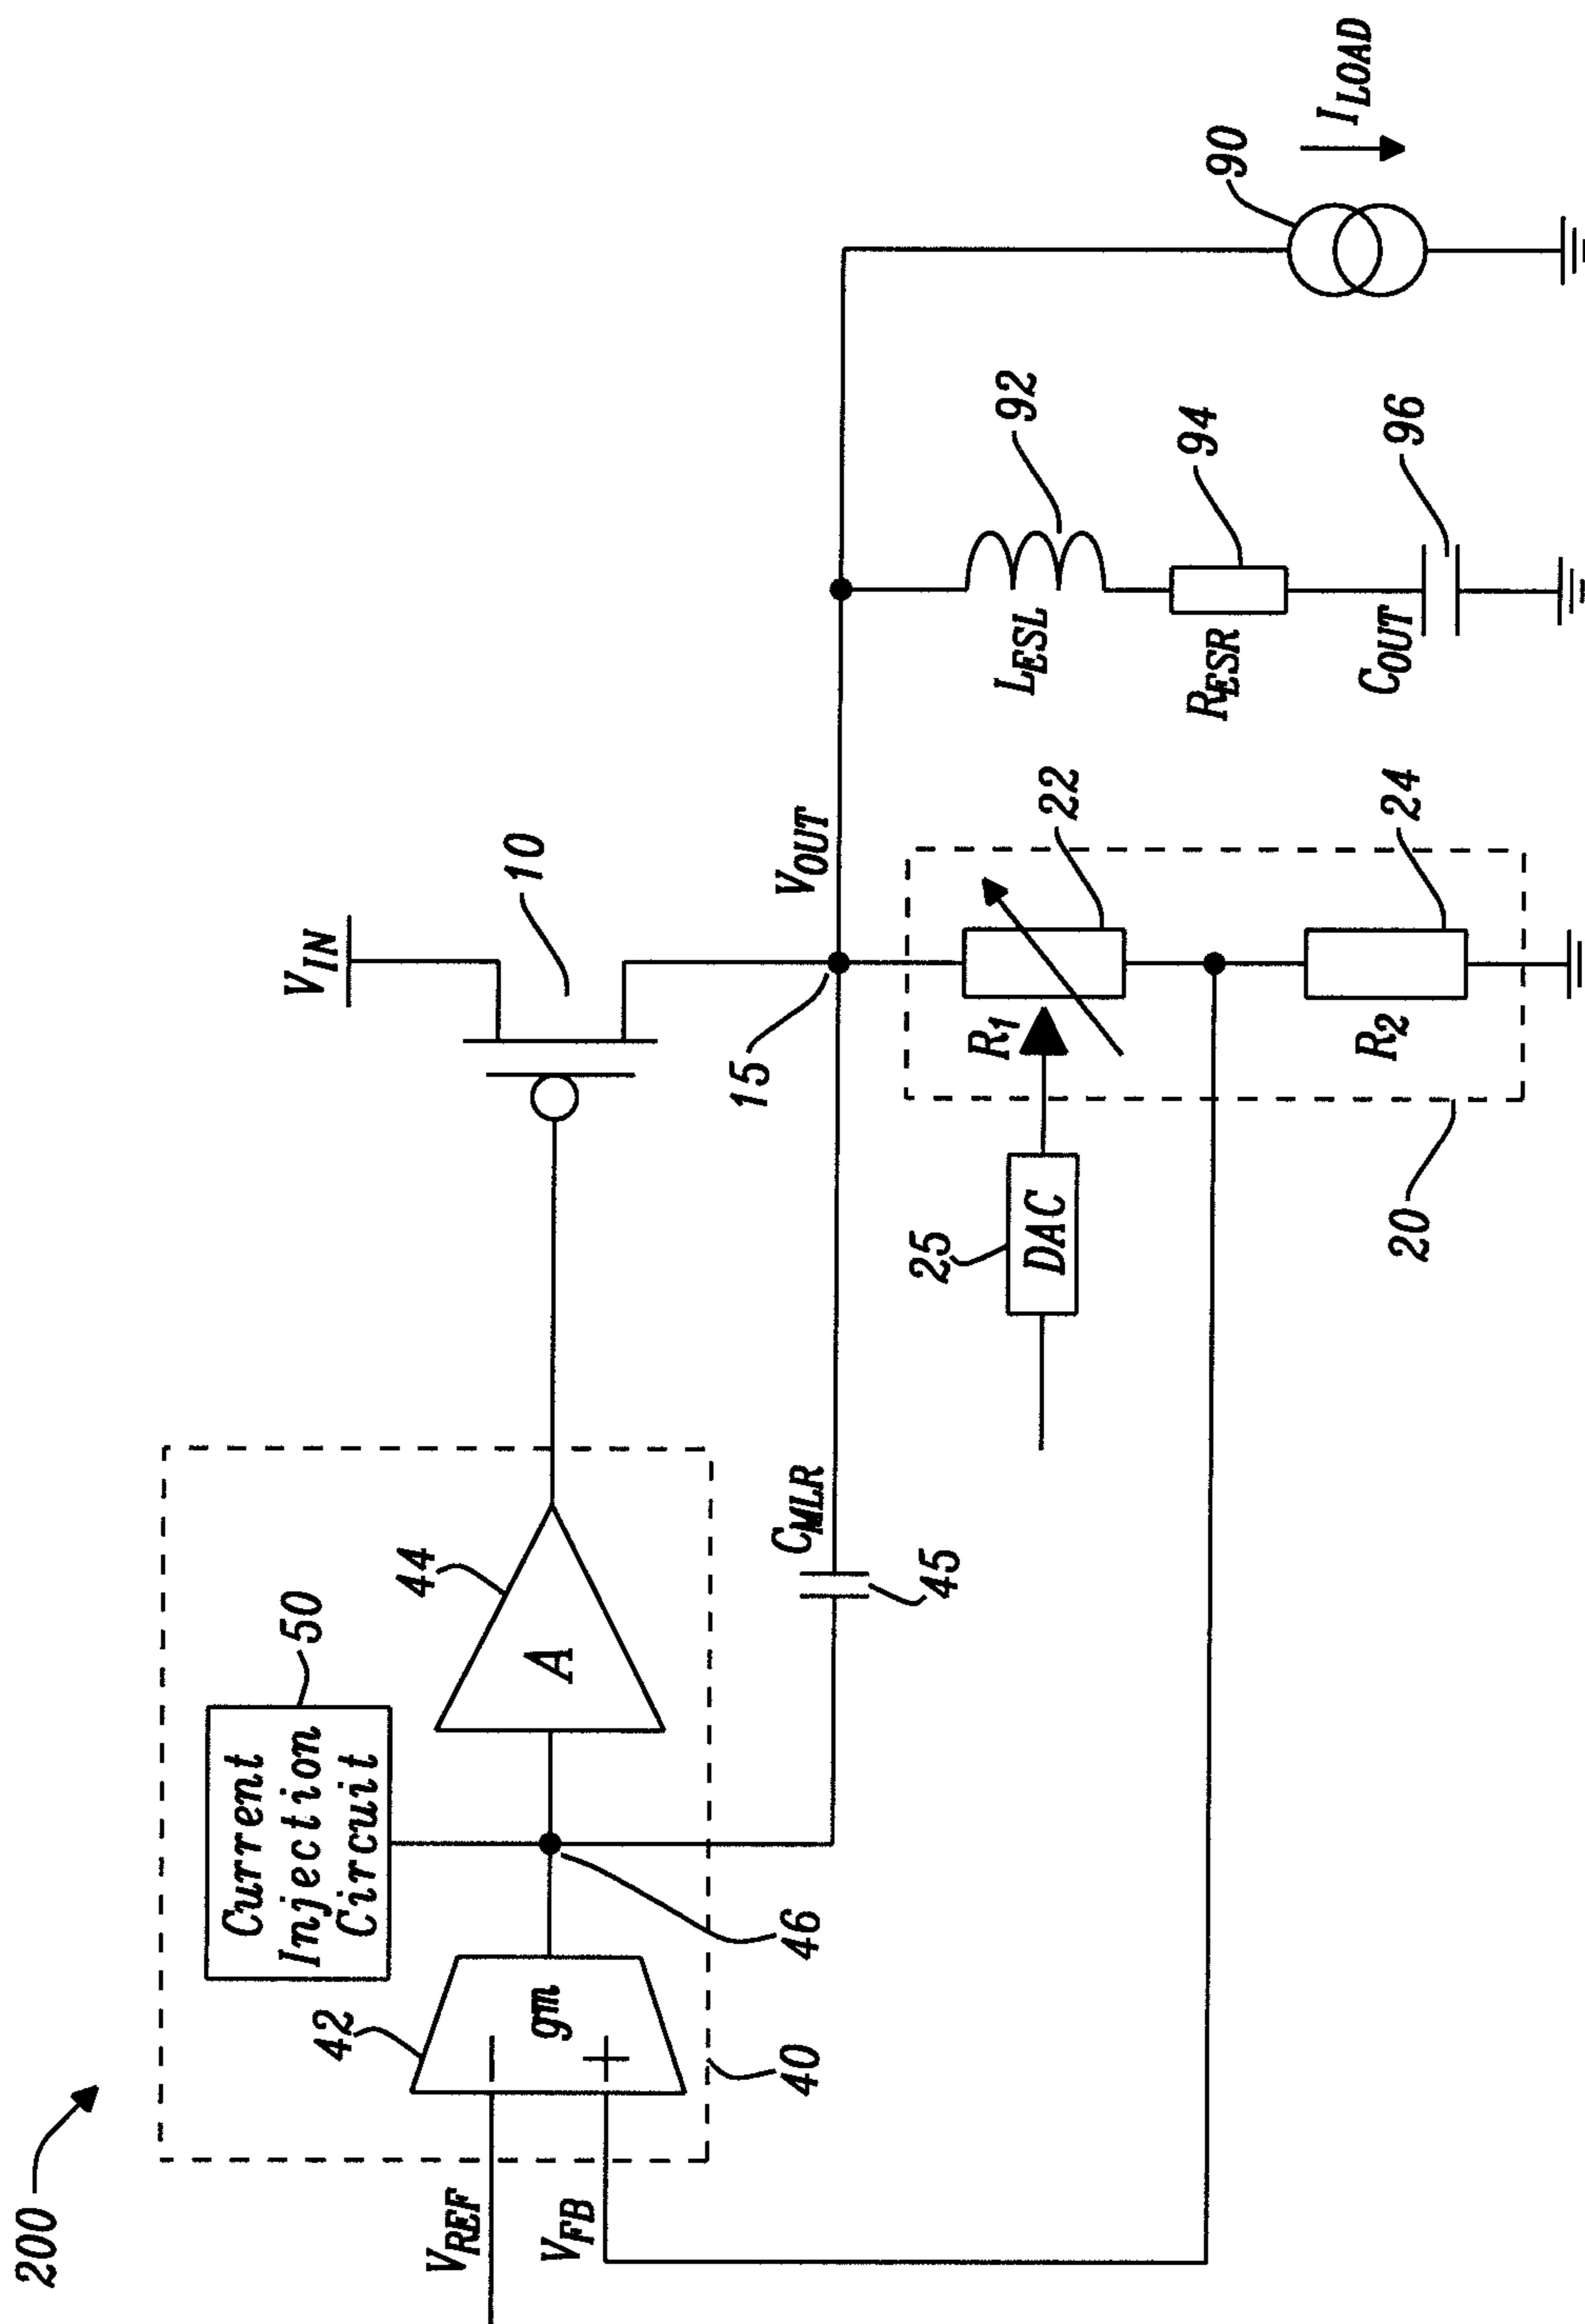 200
Current
Injection
Circuit
50
42
44
A
gm
−
+
V_REF
V_FB
40
46
C_MLR
45
V_IN
10
15
V_OUT
25
DAC
R_1
22
R_2
24
20
L_ESL
92
R_ESR
94
C_OUT
96
90
I_LOAD